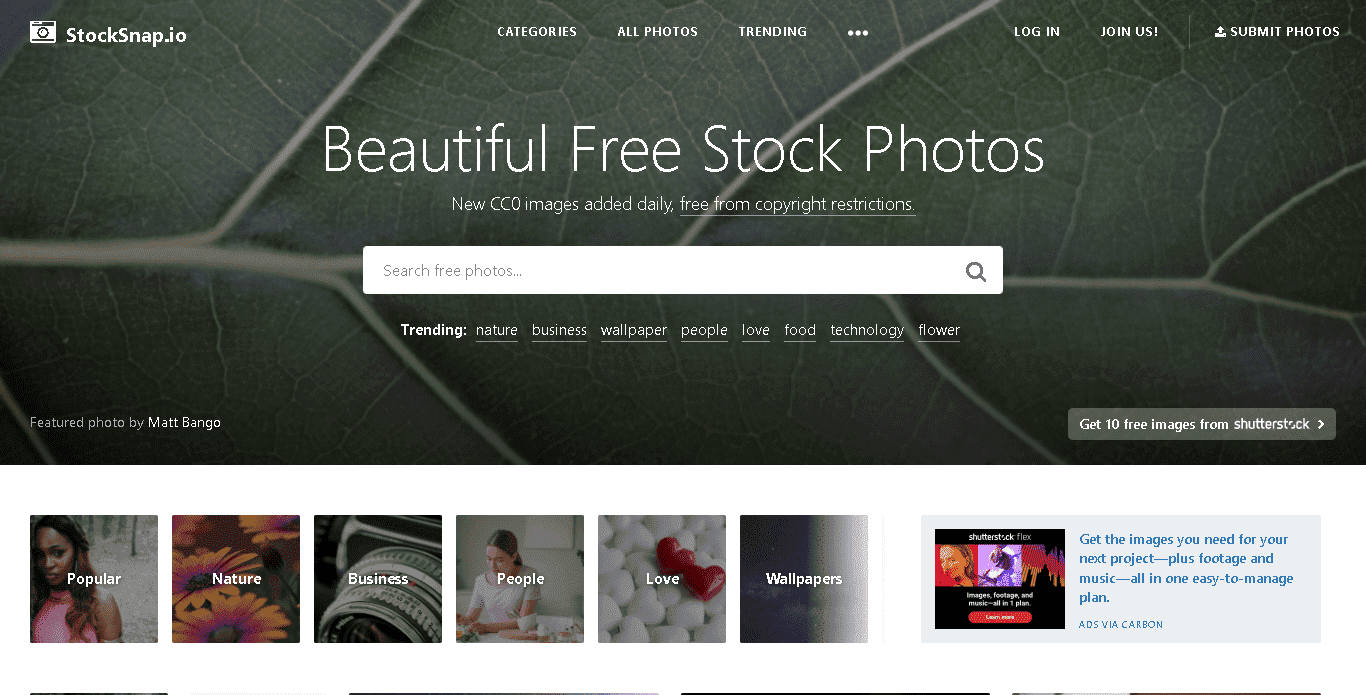 StockSnap.io
CATEGORIES
ALL PHOTOS
TRENDING
•••
LOG IN
JOIN US!
SUBMIT PHOTOS
Beautiful Free Stock Photos
New CC0 images added daily, free from copyright restrictions.
Search free photos...
Trending: nature business wallpaper people love food technology flower
Featured photo by Matt Bango
Get 10 free images from shutterstock
Popular
Nature
Business
People
Love
Wallpapers
shutterstock flex
Images, footage, and
music—all in 1 plan.
Learn more
Get the images you need for your
next project—plus footage and
music—all in one easy-to-manage
plan.
ADS VIA CARBON